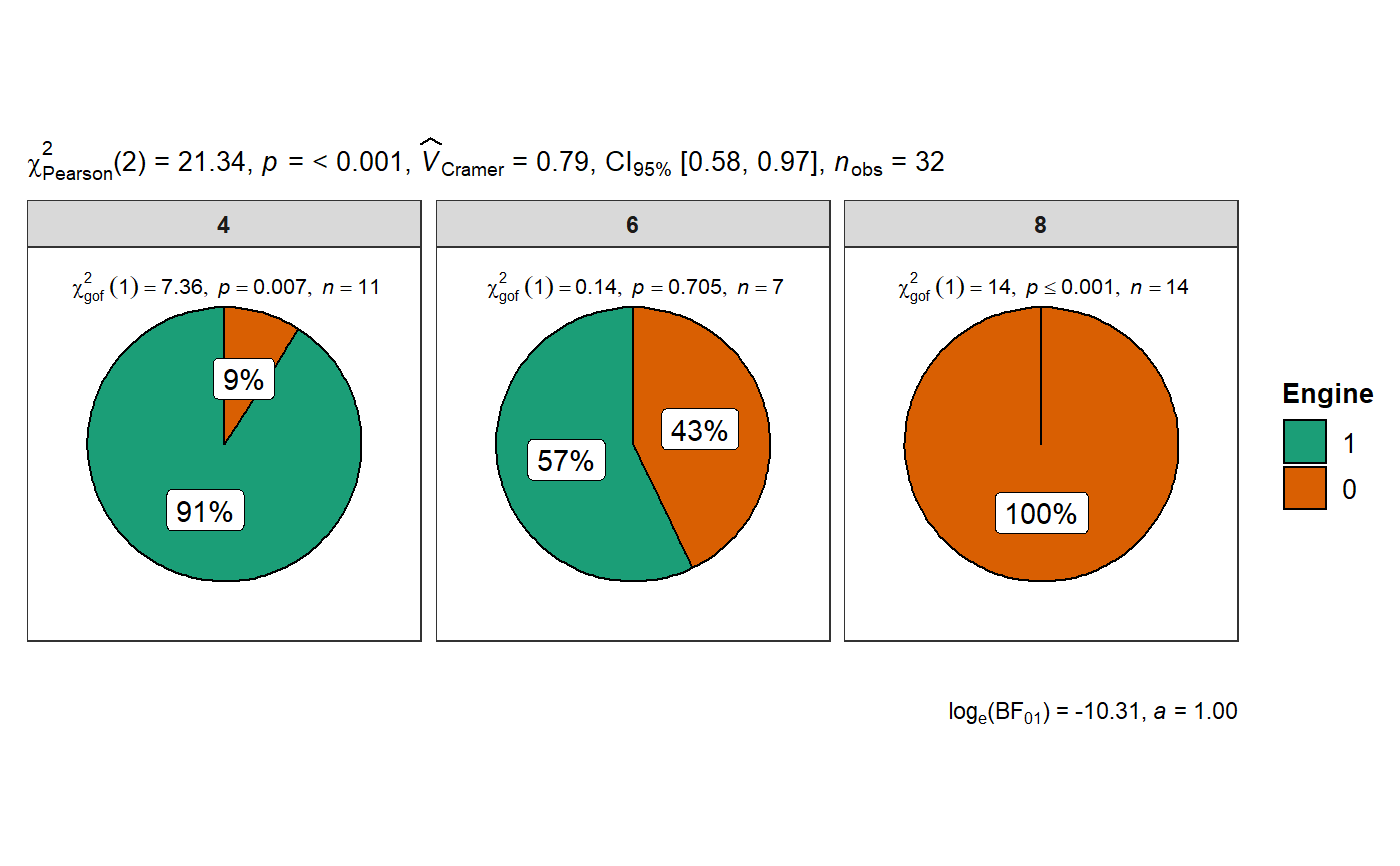 χ²Pearson(2) = 21.34, p = < 0.001, V̂Cramer = 0.79, CI95% [0.58, 0.97], nobs = 32
4
χ²gof (1) = 7.36, p = 0.007, n = 11
9%
91%
6
χ²gof (1) = 0.14, p = 0.705, n = 7
43%
57%
8
χ²gof (1) = 14, p ≤ 0.001, n = 14
100%
Engine
1
0
loge(BF01) = -10.31, a = 1.00